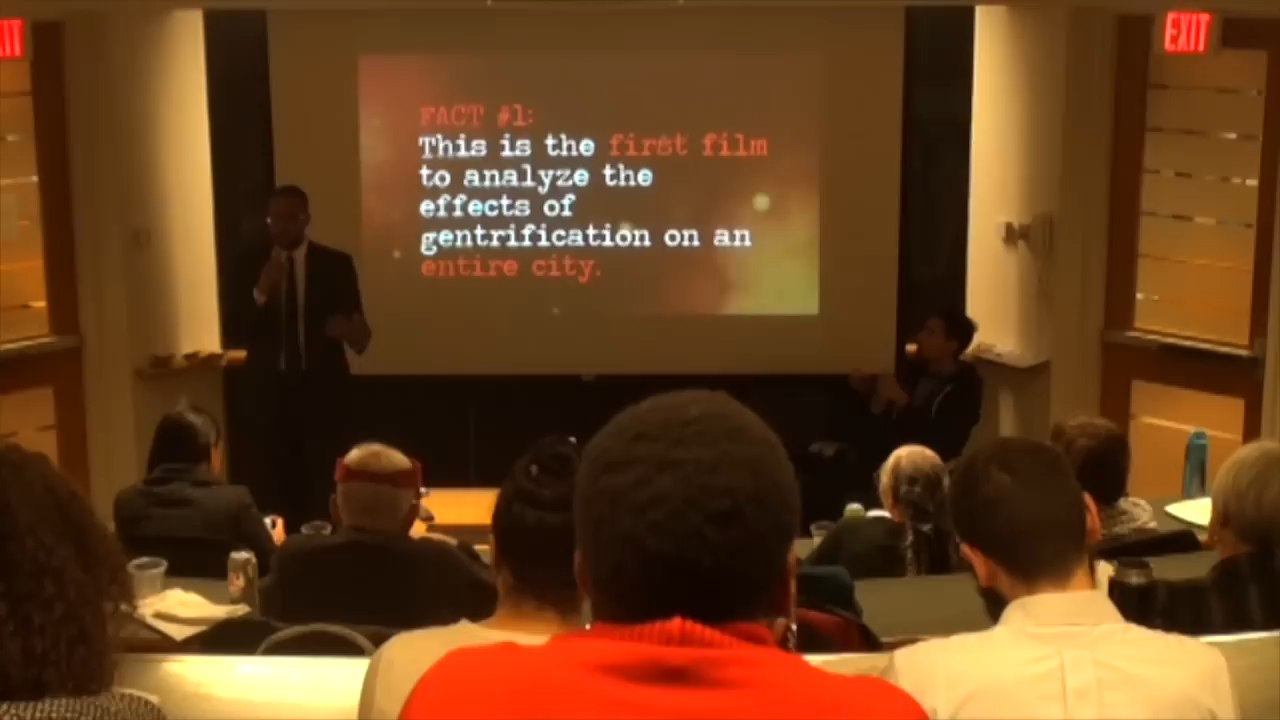 EXIT
FACT #1:
This is the first film
to analyze the
effects of
gentrification on an
entire city.